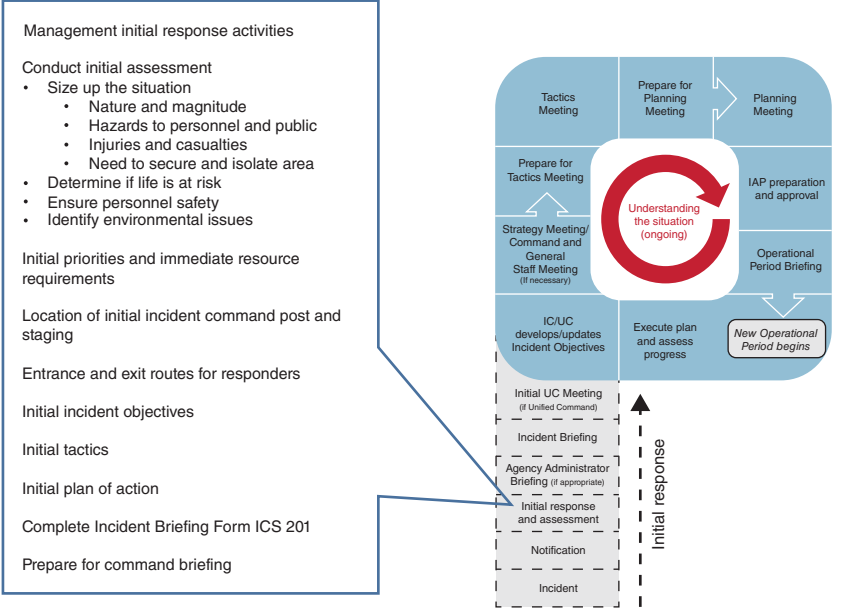 Management initial response activities
Conduct initial assessment
• Size up the situation
• Nature and magnitude
• Hazards to personnel and public
• Injuries and casualties
• Need to secure and isolate area
• Determine if life is at risk
• Ensure personnel safety
• Identify environmental issues
Initial priorities and immediate resource
requirements
Location of initial incident command post and
staging
Entrance and exit routes for responders
Initial incident objectives
Initial tactics
Initial plan of action
Complete Incident Briefing Form ICS 201
Prepare for command briefing
Tactics
Meeting
Prepare for
Planning
Meeting
Planning
Meeting
Prepare for
Tactics Meeting
IAP preparation
and approval
Understanding
the situation
(ongoing)
Strategy Meeting/
Command and
General
Staff Meeting
(If necessary)
Operational
Period Briefing
IC/UC
develops/updates
Incident Objectives
Execute plan
and assess
progress
New Operational
Period begins
Initial UC Meeting
(if Unified Command)
Incident Briefing
Agency Administrator
Briefing (if appropriate)
Initial response
and assessment
Notification
Incident
Initial response